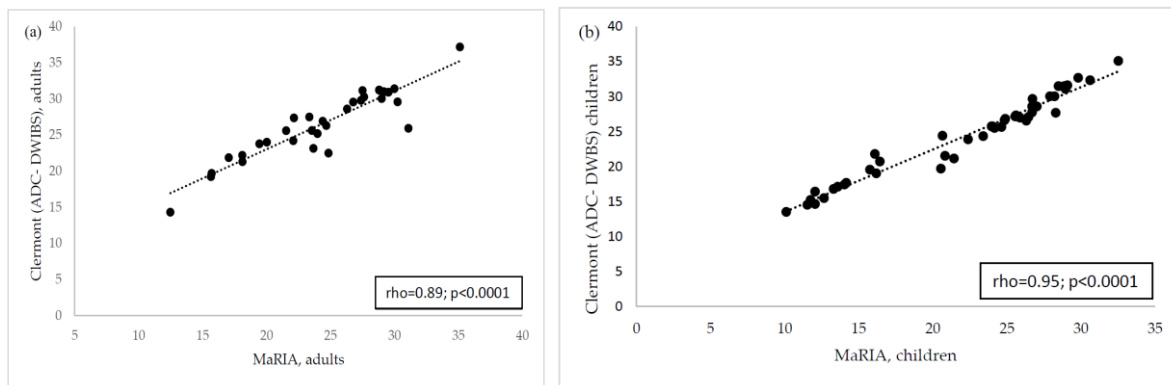 (a)
Clermont (ADC- DWIBS), adults
40
35
30
25
20
15
10
5
0
0 5 10 15 20 25 30 35 40
MaRIA, adults
rho=0.89; p<0.0001
(b)
Clermont (ADC- DWBS) children
40
35
30
25
20
15
10
5
0
0 5 10 15 20 25 30 35
MaRIA, children
rho=0.95; p<0.0001